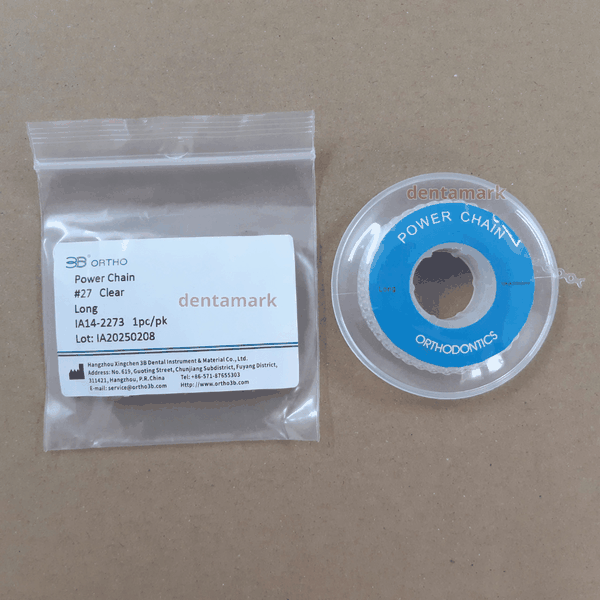 3B ORTHO
Power Chain
#27 Clear
Long
IA14-2273 1pc/pk
Lot: IA20250208
Hangzhou Xingchen 3B Dental Instrument & Material Co., Ltd.
Address: No. 619, Guoting Street, Chunjiang Subdistrict, Fuyang District,
311421, Hangzhou, P.R.China Tel: +86-571-87655303
E-mail: service@ortho3b.com Http://www.ortho3b.com
dentamark
dentamark
POWER CHAIN
ORTHODONTICS